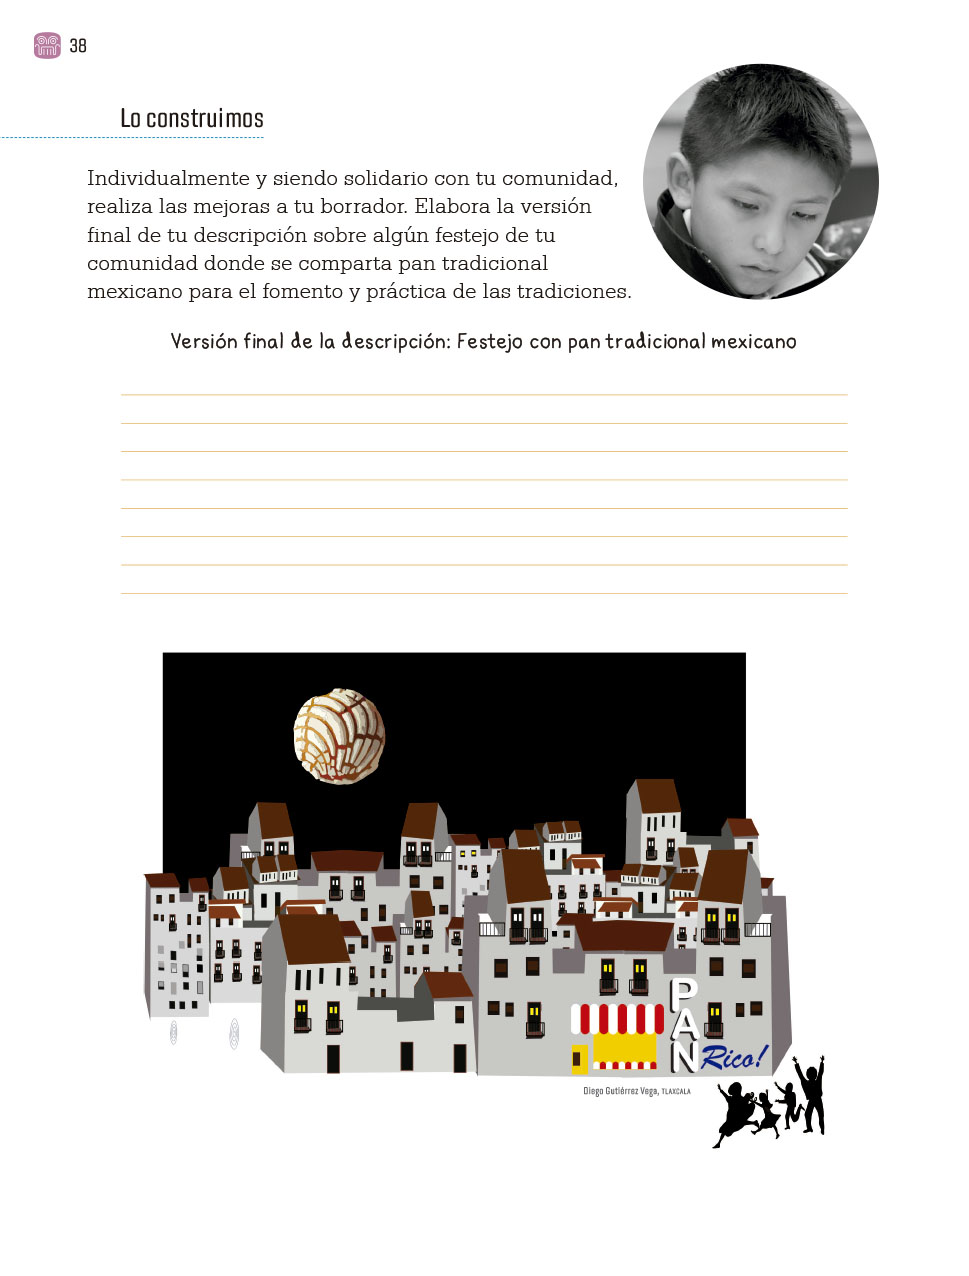 38
Lo construimos
Individualmente y siendo solidario con tu comunidad,
realiza las mejoras a tu borrador. Elabora la versión
final de tu descripción sobre algún festejo de tu
comunidad donde se comparta pan tradicional
mexicano para el fomento y práctica de las tradiciones.
Versión final de la descripción: Festejo con pan tradicional mexicano
PAN
Rico!
Diego Gutiérrez Vega, TLAXCALA